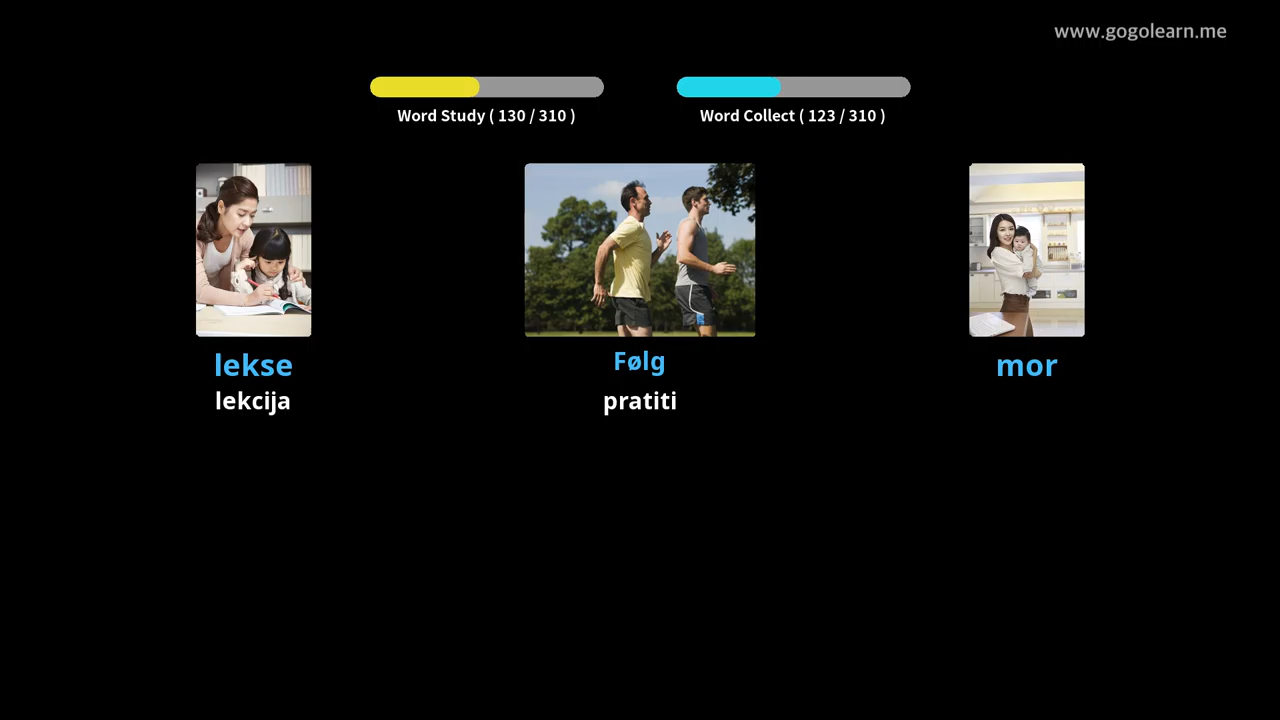 www.gogolearn.me
Word Study ( 130 / 310 )
Word Collect ( 123 / 310 )
lekse
lekcija
Følg
pratiti
mor